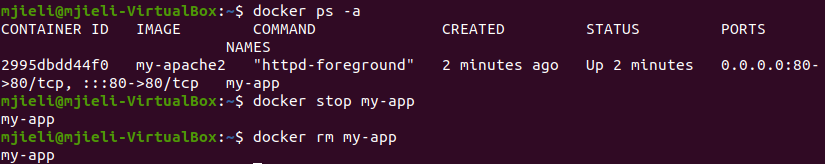 mjieli@mjieli-VirtualBox:~$ docker ps -a
CONTAINER ID   IMAGE        COMMAND              CREATED         STATUS         PORTS
                            NAMES
2995dbdd44f0   my-apache2   "httpd-foreground"   2 minutes ago   Up 2 minutes   0.0.0.0:80-
>80/tcp, :::80->80/tcp   my-app
mjieli@mjieli-VirtualBox:~$ docker stop my-app
my-app
mjieli@mjieli-VirtualBox:~$ docker rm my-app
my-app